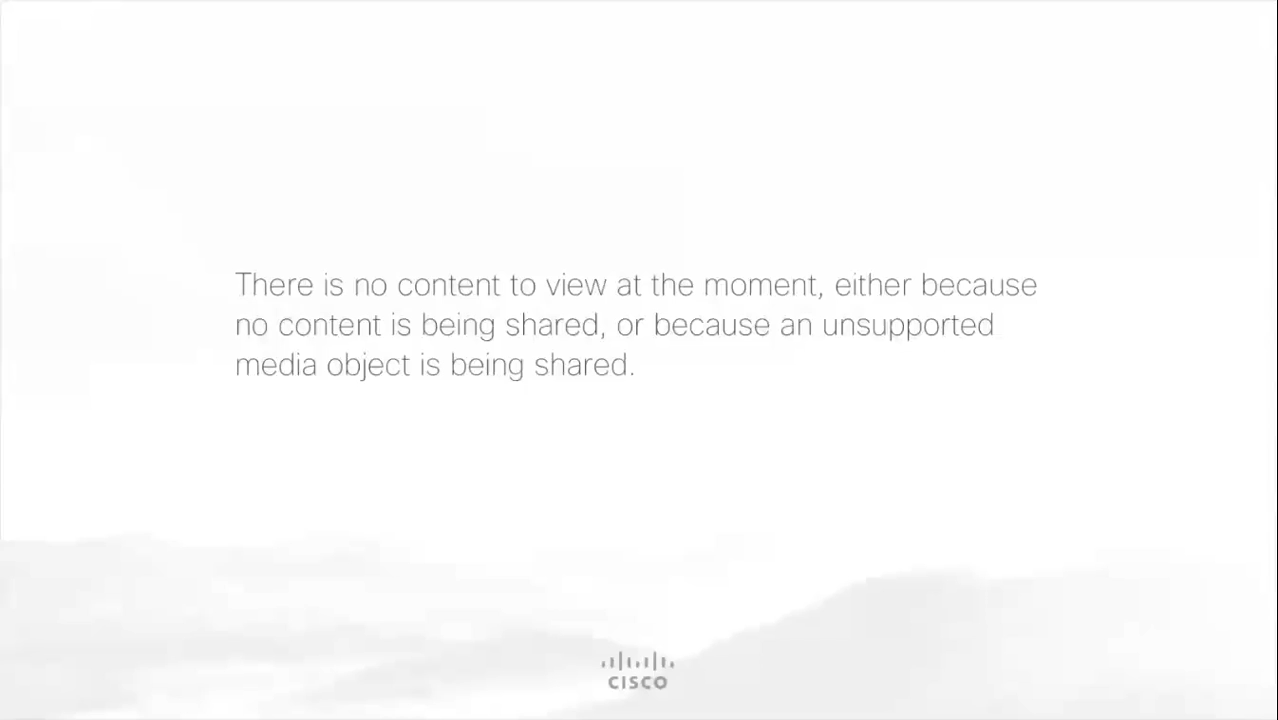 There is no content to view at the moment, either because
no content is being shared, or because an unsupported
media object is being shared.
CISCO